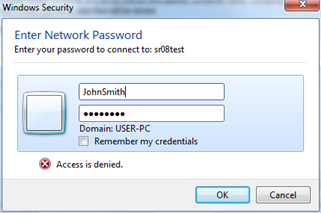 Windows Security
Enter Network Password
Enter your password to connect to: sr08test
JohnSmith
●●●●●●●●
Domain: USER-PC
Remember my credentials
Access is denied.
OK Cancel